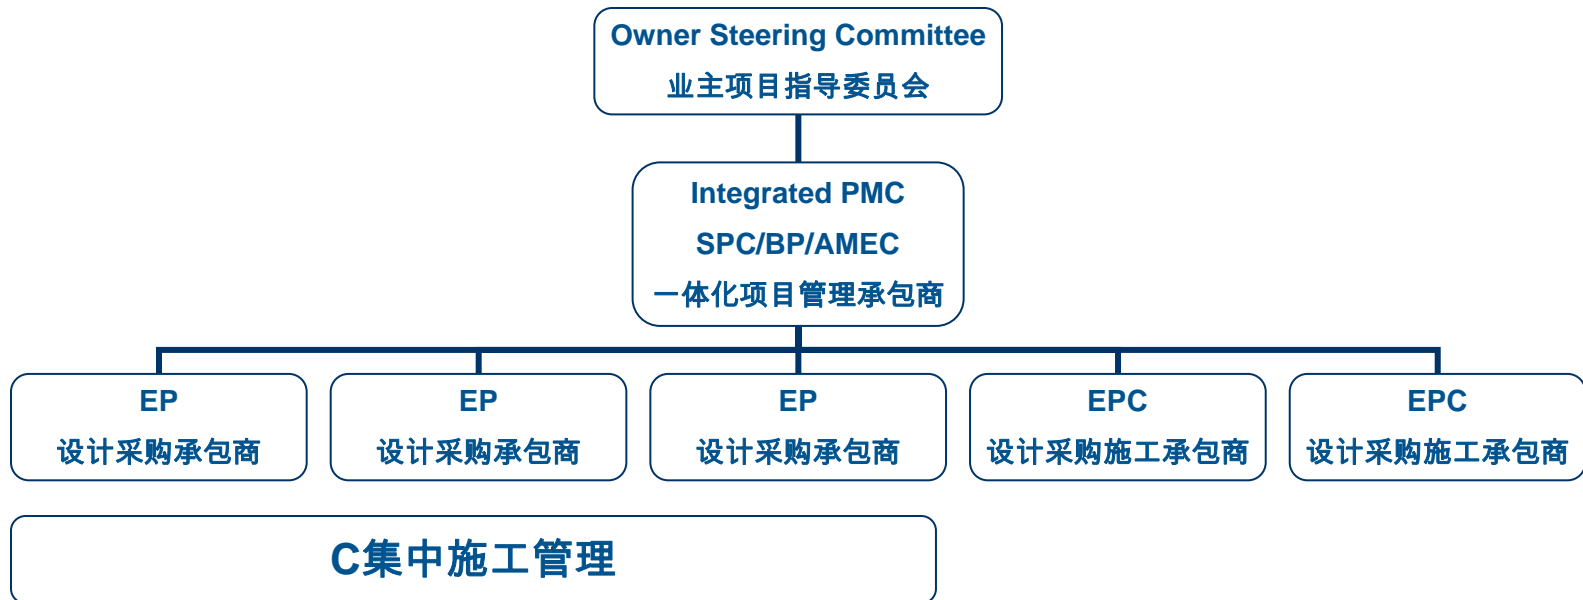 Owner Steering Committee
业主项目指导委员会
Integrated PMC
SPC/BP/AMEC
一体化项目管理承包商
EP
设计采购承包商
EP
设计采购承包商
EP
设计采购承包商
EPC
设计采购施工承包商
EPC
设计采购施工承包商
C集中施工管理